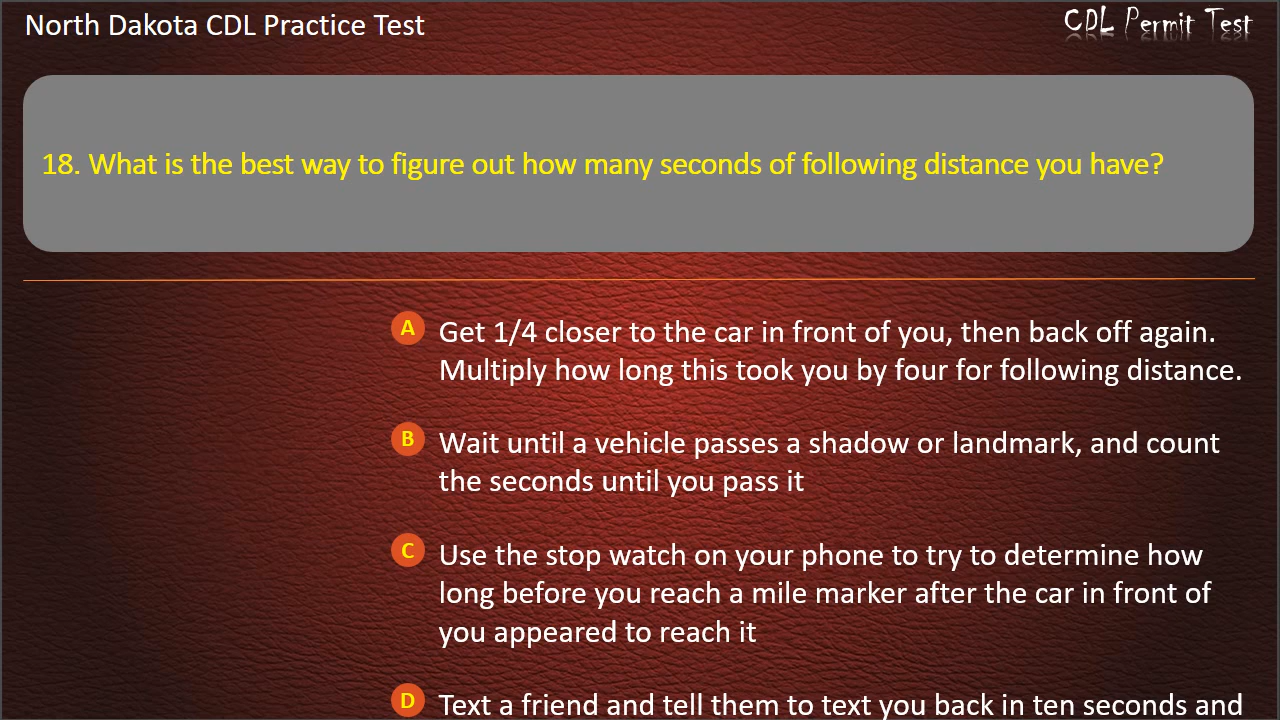 North Dakota CDL Practice Test
CDL Permit Test
18. What is the best way to figure out how many seconds of following distance you have?
A
Get 1/4 closer to the car in front of you, then back off again.
Multiply how long this took you by four for following distance.
B
Wait until a vehicle passes a shadow or landmark, and count
the seconds until you pass it
C
Use the stop watch on your phone to try to determine how
long before you reach a mile marker after the car in front of
you appeared to reach it
D
Text a friend and tell them to text you back in ten seconds and